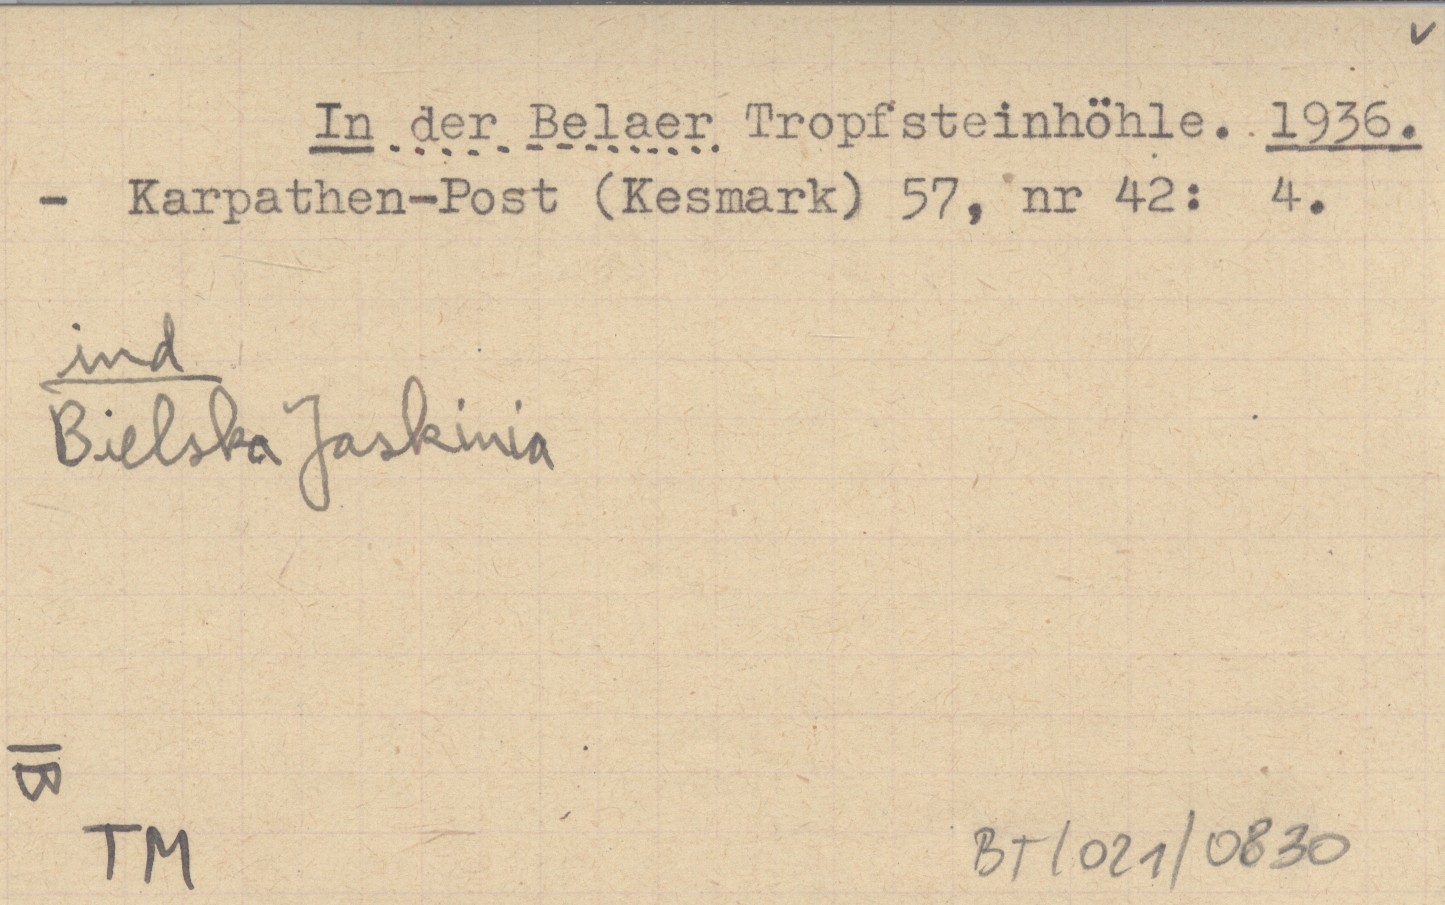 v
In der Belaer Tropfsteinhöhle. 1936.
- Karpathen-Post (Kesmark) 57, nr 42: 4.
ind
Bielska Jaskinia
IB
TM
BT/021/0830